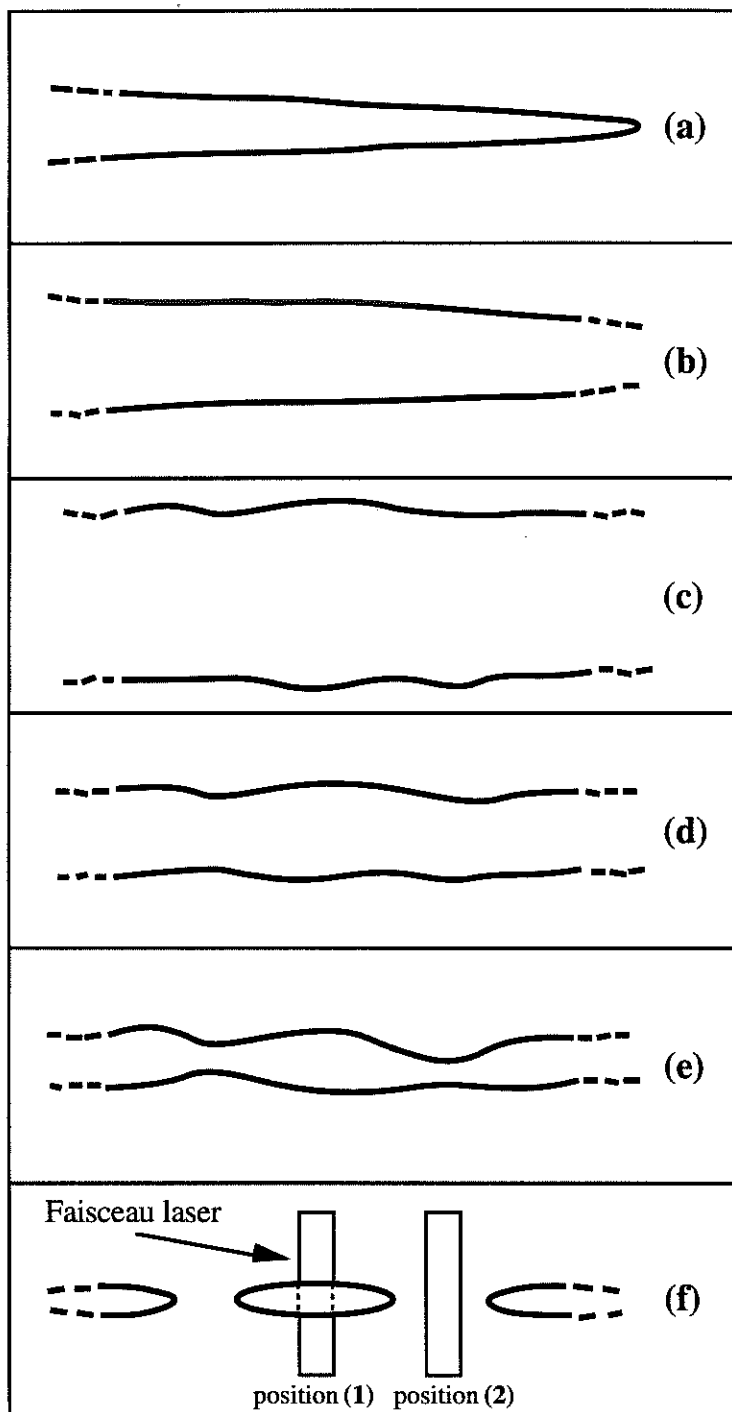 (a)
(b)
(c)
(d)
(e)
Faisceau laser
(f)
position (1) position (2)